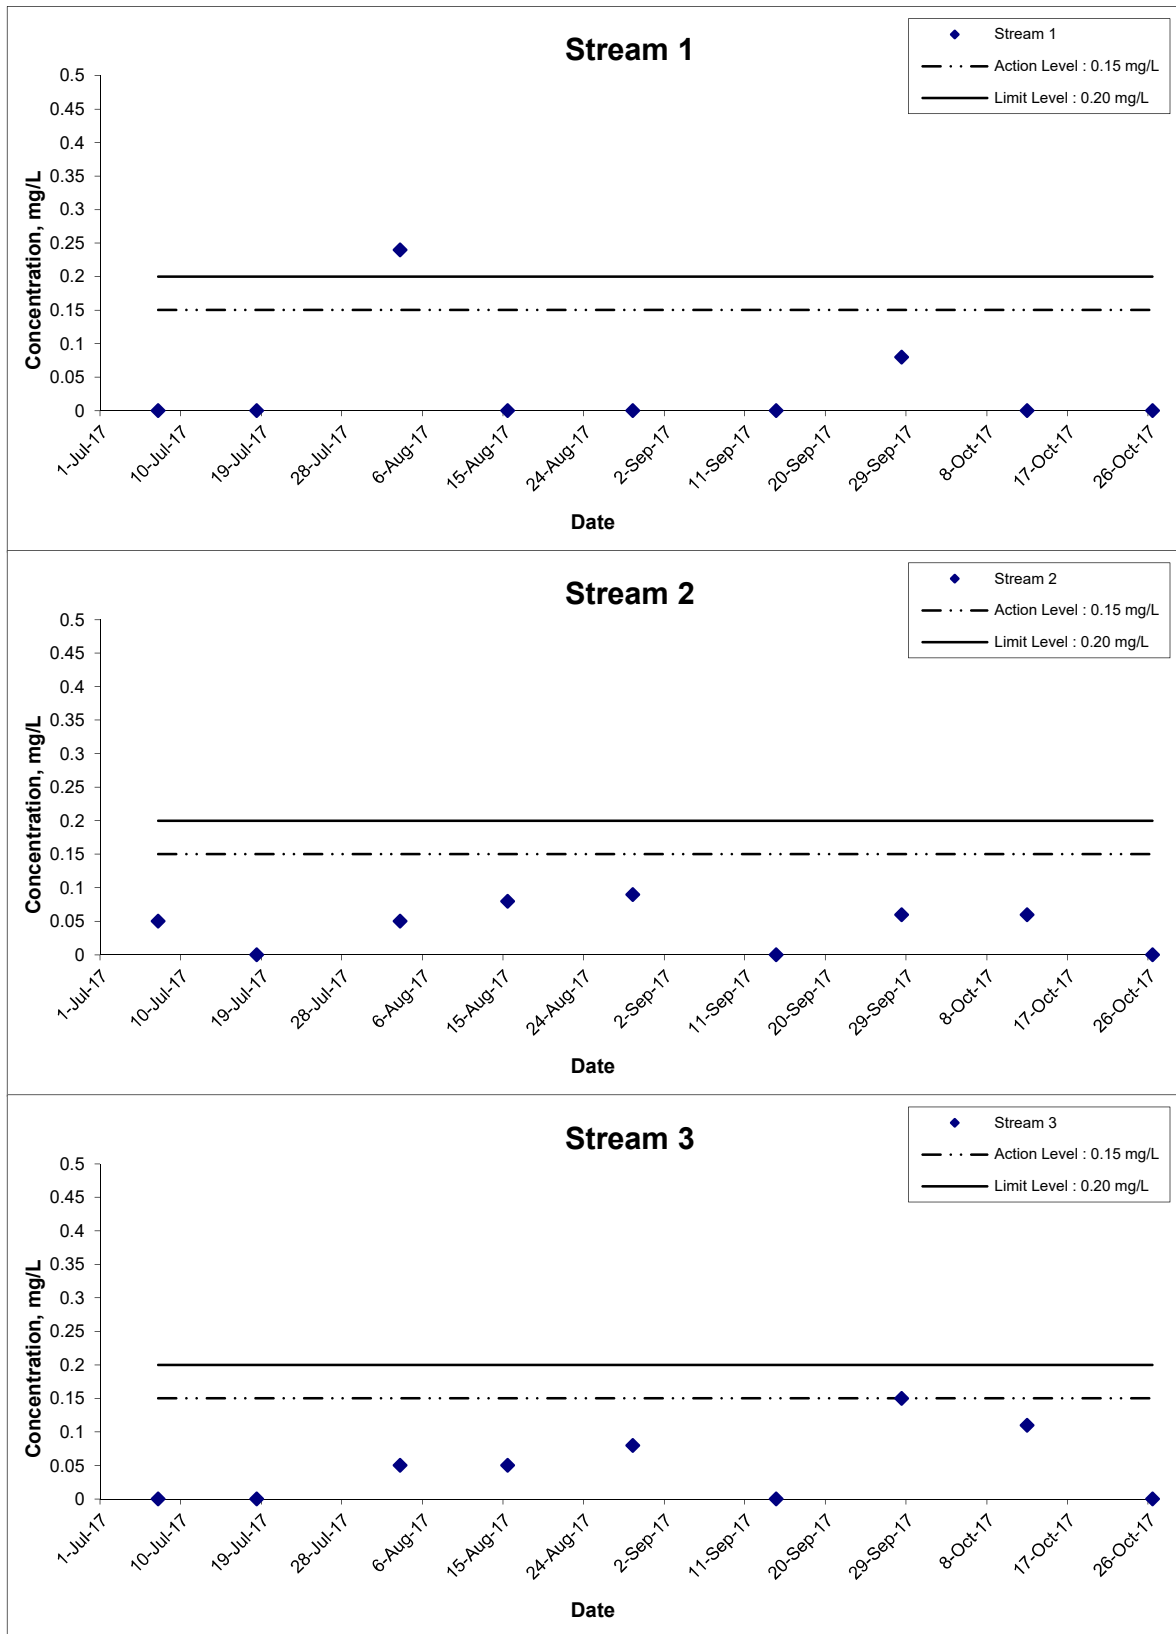 Stream 1
Stream 1
Action Level : 0.15 mg/L
Limit Level : 0.20 mg/L
Concentration, mg/L
0.5
0.45
0.4
0.35
0.3
0.25
0.2
0.15
0.1
0.05
0
1-Jul-17
10-Jul-17
19-Jul-17
28-Jul-17
6-Aug-17
15-Aug-17
24-Aug-17
2-Sep-17
11-Sep-17
20-Sep-17
29-Sep-17
8-Oct-17
17-Oct-17
26-Oct-17
Date
Stream 2
Stream 2
Action Level : 0.15 mg/L
Limit Level : 0.20 mg/L
Concentration, mg/L
0.5
0.45
0.4
0.35
0.3
0.25
0.2
0.15
0.1
0.05
0
1-Jul-17
10-Jul-17
19-Jul-17
28-Jul-17
6-Aug-17
15-Aug-17
24-Aug-17
2-Sep-17
11-Sep-17
20-Sep-17
29-Sep-17
8-Oct-17
17-Oct-17
26-Oct-17
Date
Stream 3
Stream 3
Action Level : 0.15 mg/L
Limit Level : 0.20 mg/L
Concentration, mg/L
0.5
0.45
0.4
0.35
0.3
0.25
0.2
0.15
0.1
0.05
0
1-Jul-17
10-Jul-17
19-Jul-17
28-Jul-17
6-Aug-17
15-Aug-17
24-Aug-17
2-Sep-17
11-Sep-17
20-Sep-17
29-Sep-17
8-Oct-17
17-Oct-17
26-Oct-17
Date